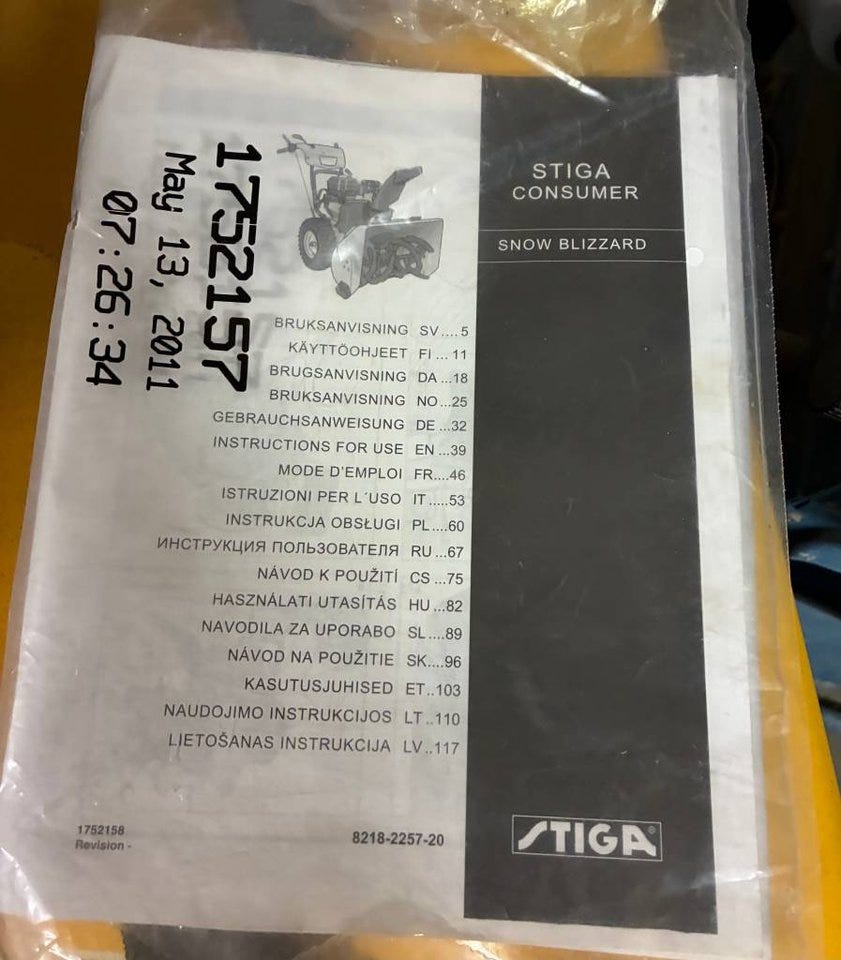 1752157
May 13, 2011
07:26:34
STIGA
CONSUMER
SNOW BLIZZARD
BRUKSANVISNING SV....5
KÄYTTÖOHJEET FI ... 11
BRUGSANVISNING DA ...18
BRUKSANVISNING NO...25
GEBRAUCHSANWEISUNG DE ...32
INSTRUCTIONS FOR USE EN ...39
MODE D'EMPLOI FR....46
ISTRUZIONI PER L´USO IT .....53
INSTRUKCJA OBSŁUGI PL....60
ИНСТРУКЦИЯ ПОЛЬЗОВАТЕЛЯ RU ...67
NÁVOD K POUŽITÍ CS ...75
HASZNÁLATI UTASÍTÁS HU ...82
NAVODILA ZA UPORABO SL....89
NÁVOD NA POUŽITIE SK....96
KASUTUSJUHISED ET..103
NAUDOJIMO INSTRUKCIJOS LT ..110
LIETOŠANAS INSTRUKCIJA LV..117
1752158
Revision -
8218-2257-20
STIGA®